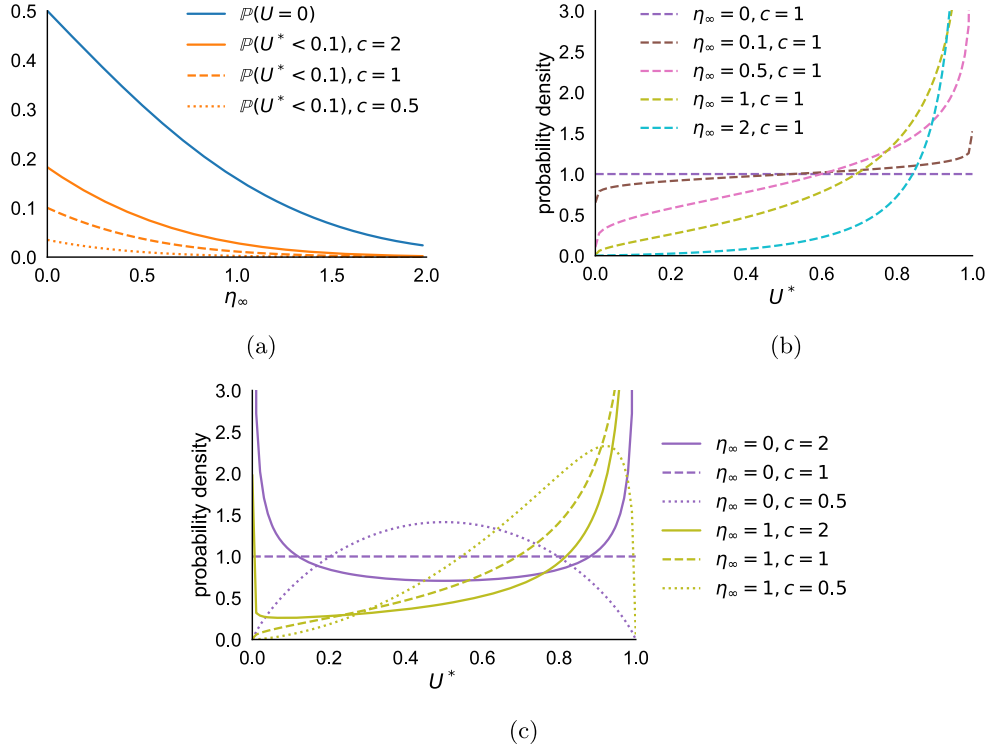 0.5
0.4
0.3
0.2
0.1
0.0
0.0 0.5 1.0 1.5 2.0
η∞
ℙ(U = 0)
ℙ(U* < 0.1), c = 2
ℙ(U* < 0.1), c = 1
ℙ(U* < 0.1), c = 0.5
(a)
probability density
3.0
2.5
2.0
1.5
1.0
0.5
0.0
0.0 0.2 0.4 0.6 0.8 1.0
U*
η∞ = 0, c = 1
η∞ = 0.1, c = 1
η∞ = 0.5, c = 1
η∞ = 1, c = 1
η∞ = 2, c = 1
(b)
probability density
3.0
2.5
2.0
1.5
1.0
0.5
0.0
0.0 0.2 0.4 0.6 0.8 1.0
U*
η∞ = 0, c = 2
η∞ = 0, c = 1
η∞ = 0, c = 0.5
η∞ = 1, c = 2
η∞ = 1, c = 1
η∞ = 1, c = 0.5
(c)